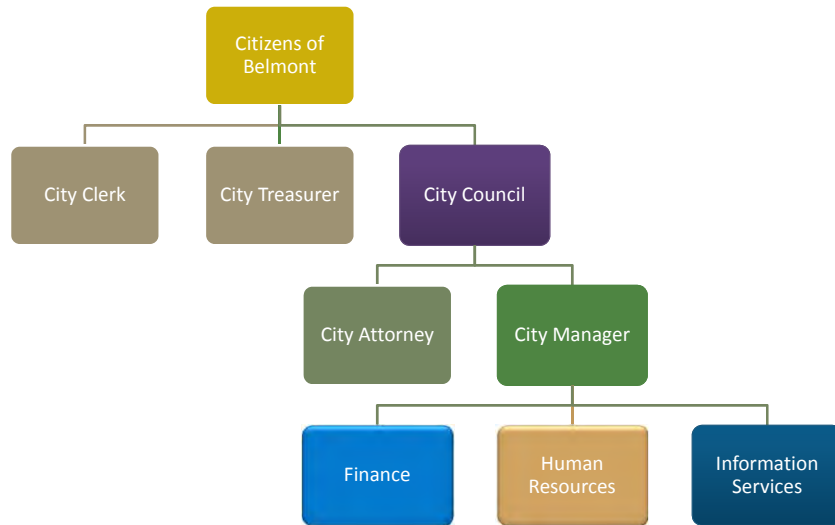 Citizens of
Belmont
City Clerk
City Treasurer
City Council
City Attorney
City Manager
Finance
Human
Resources
Information
Services